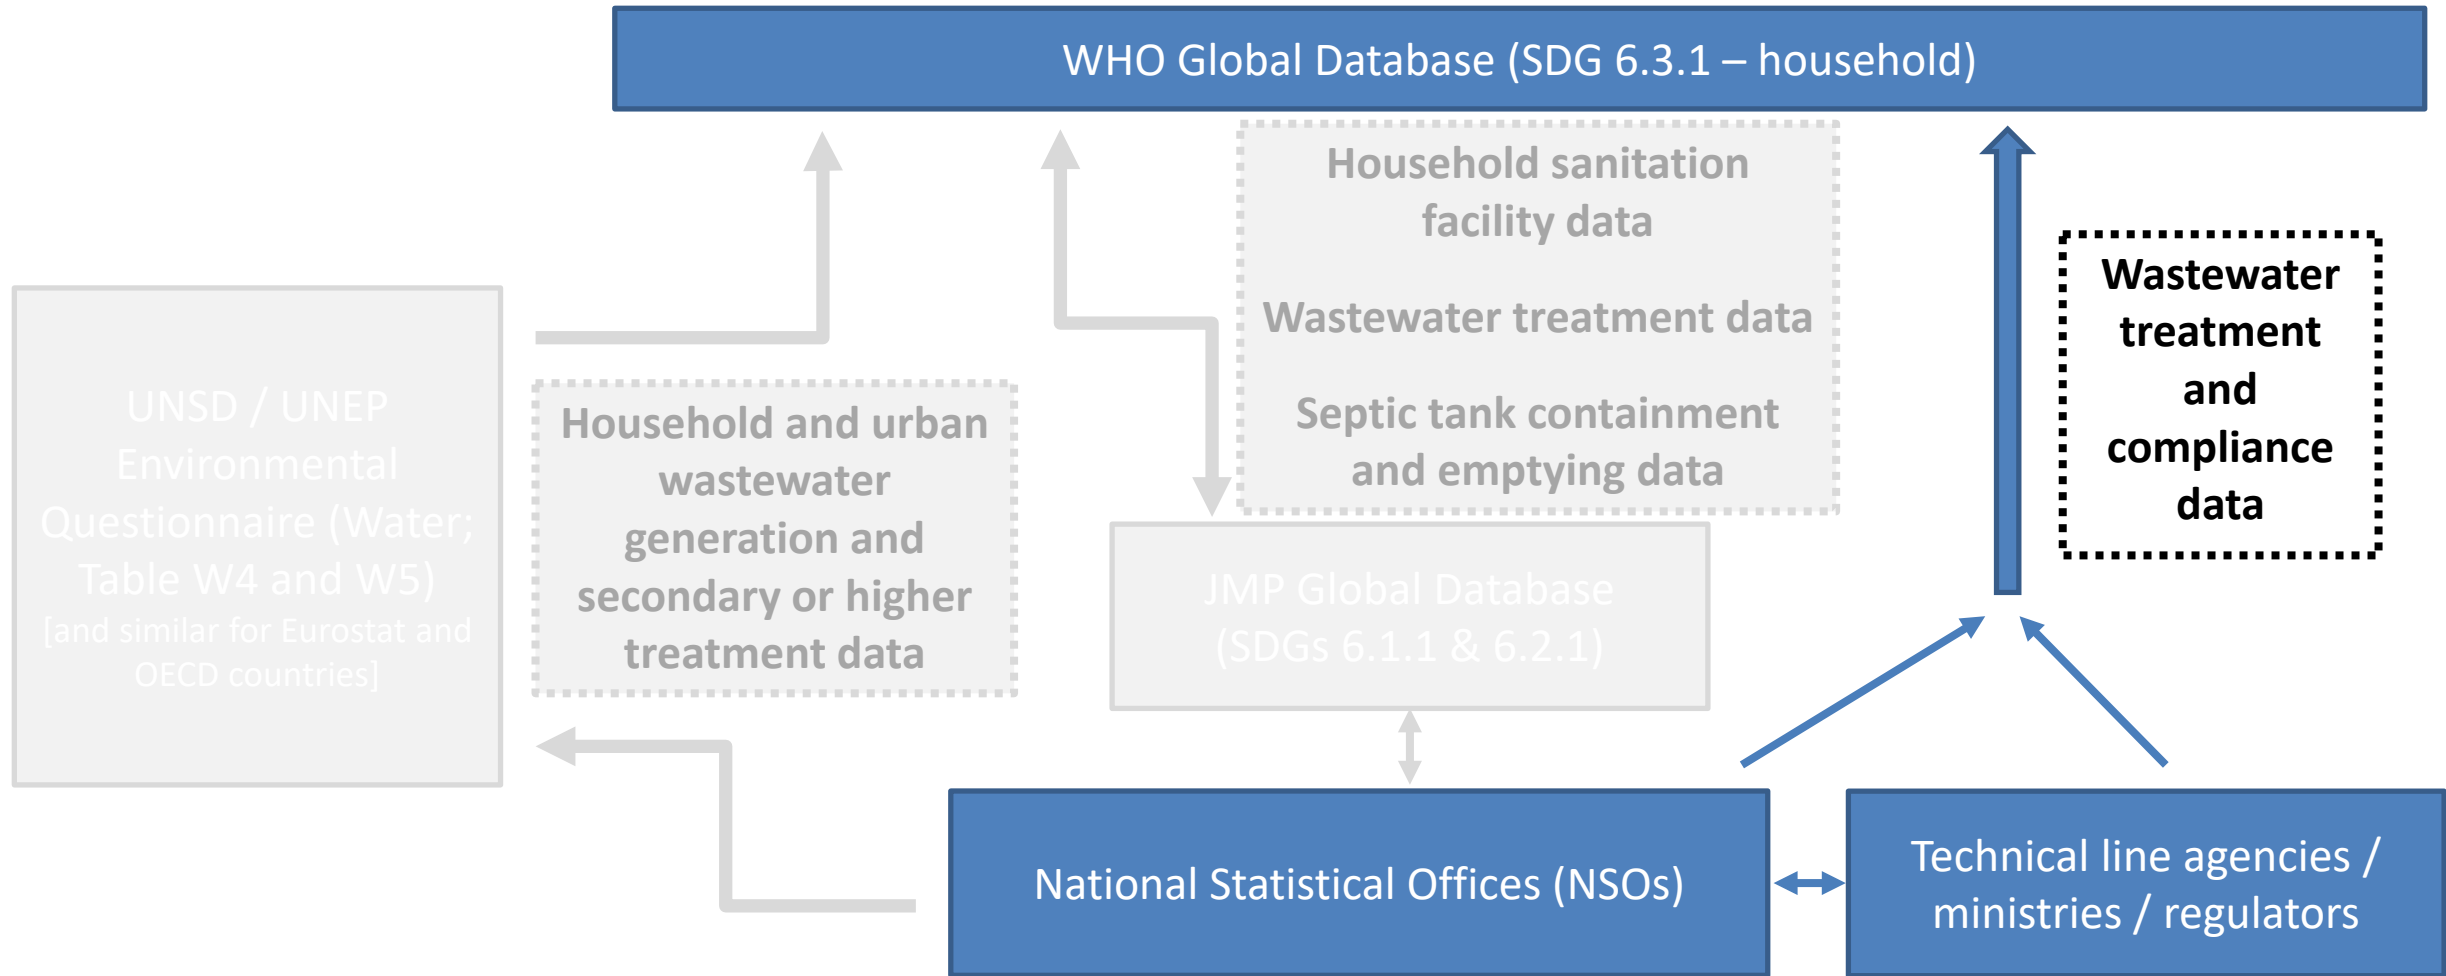 WHO Global Database (SDG 6.3.1 – household)
Household sanitation
facility data
Wastewater treatment data
Septic tank containment
and emptying data
Wastewater
treatment
and
compliance
data
UNSD / UNEP
Environmental
Questionnaire (Water;
Table W4 and W5)
[and similar for Eurostat and
OECD countries]
Household and urban
wastewater
generation and
secondary or higher
treatment data
JMP Global Database
(SDGs 6.1.1 & 6.2.1)
National Statistical Offices (NSOs)
Technical line agencies /
ministries / regulators